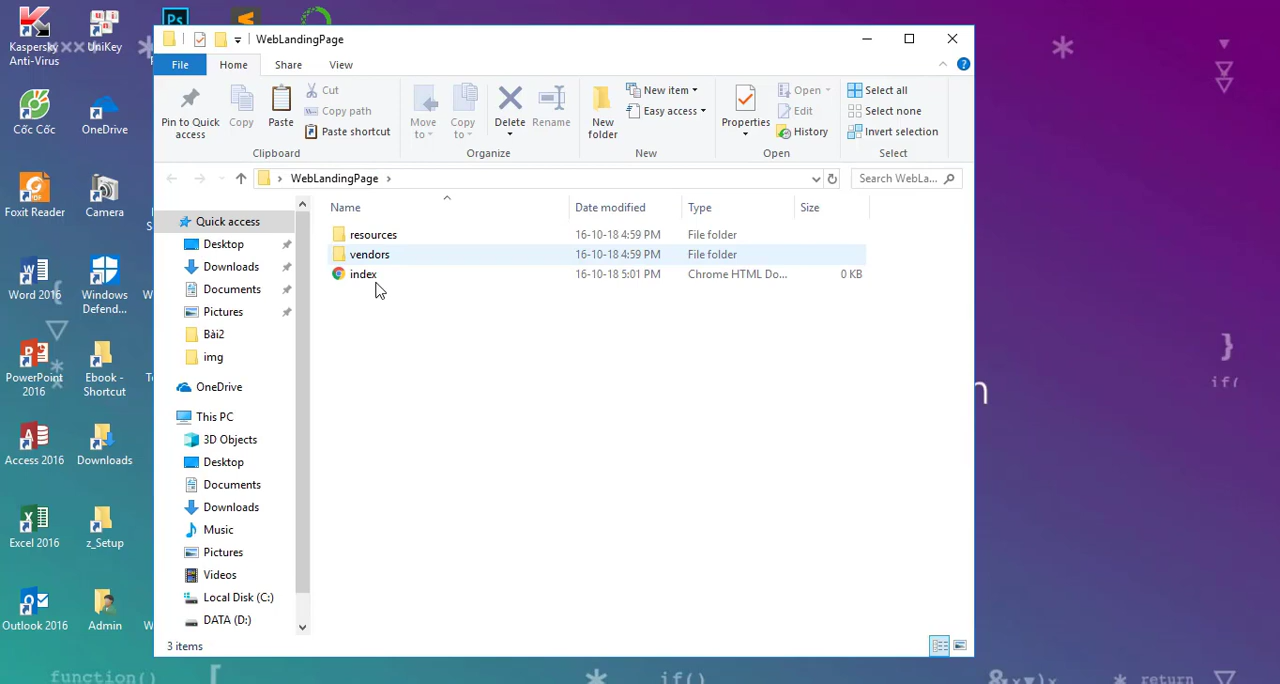 WebLandingPage
File Home Share View
Pin to Quick access
Copy
Paste
Cut
Copy path
Paste shortcut
Clipboard
Move to
Copy to
Delete
Rename
Organize
New folder
New item
Easy access
New
Properties
Open
Edit
History
Open
Select all
Select none
Invert selection
Select
WebLandingPage
Search WebLa...
Name Date modified Type Size
resources 16-10-18 4:59 PM File folder
vendors 16-10-18 4:59 PM File folder
index 16-10-18 5:01 PM Chrome HTML Do... 0 KB
Quick access
Desktop
Downloads
Documents
Pictures
Bài2
img
OneDrive
This PC
3D Objects
Desktop
Documents
Downloads
Music
Pictures
Videos
Local Disk (C:)
DATA (D:)
3 items
Kaspersky Anti-Virus
UniKey
Cốc Cốc
OneDrive
Foxit Reader
Camera
Word 2016
Windows Defend...
PowerPoint 2016
Ebook - Shortcut
Access 2016
Downloads
Excel 2016
z_Setup
Outlook 2016
Admin
Ps
function()
if()
return
if(